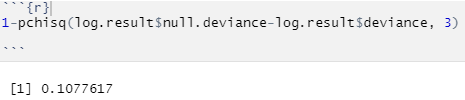 ```{r}
1-pchisq(log.result$null.deviance-log.result$deviance, 3)
```
[1] 0.1077617